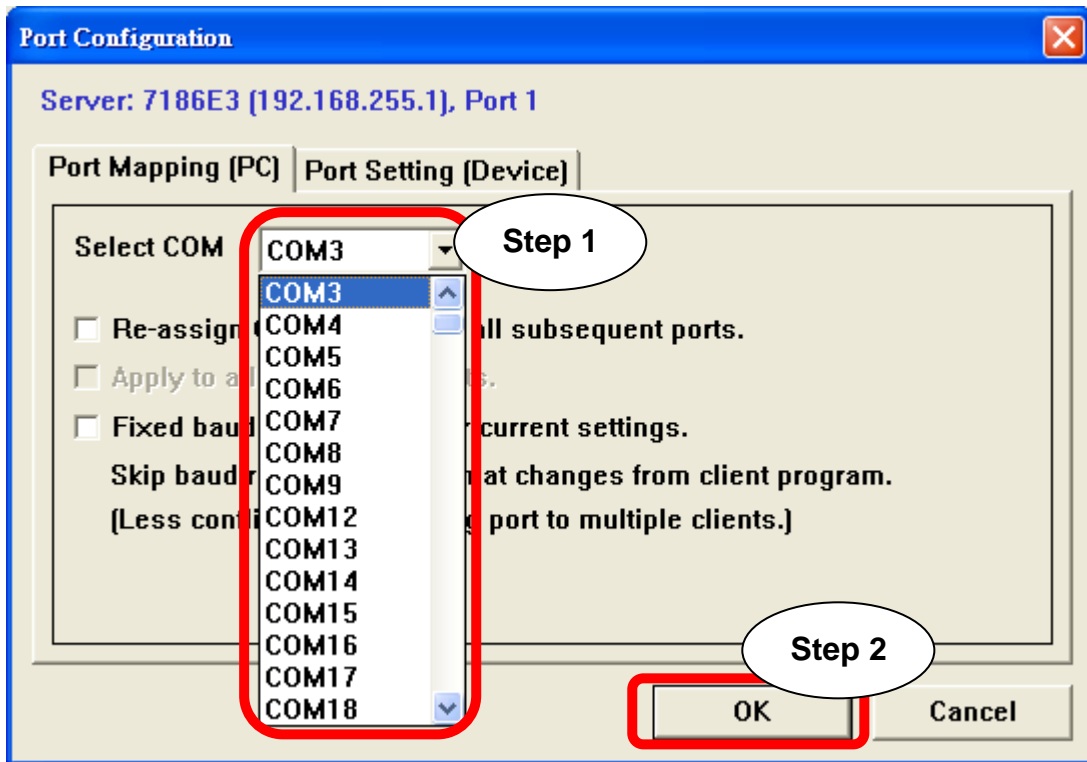 Port Configuration
Server: 7186E3 (192.168.255.1), Port 1
Port Mapping (PC) Port Setting (Device)
Select COM COM3 Step 1
COM3
COM4
COM5
COM6
COM7
COM8
COM9
COM12
COM13
COM14
COM15
COM16
COM17
COM18
Re-assign all subsequent ports.
Apply to
Fixed baud current settings.
Skip baud changes from client program.
(Less port to multiple clients.)
Step 2
OK Cancel